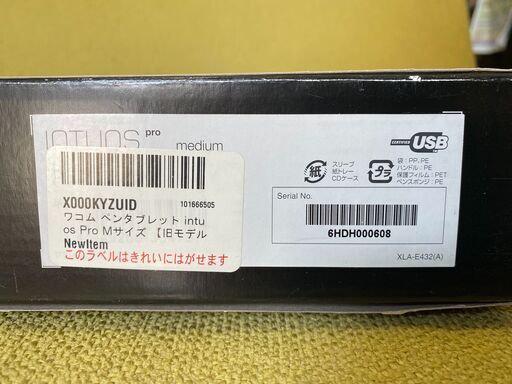 intuos pro
medium
X000KYZUID
101666505
ワコム ペンタブレット intu
os Pro Mサイズ 【旧モデル
NewItem
このラベルはきれいにはがせます
紙
スリーブ
紙トレー
CDケース
プラ
CERTIFIED USB
袋：PP, PE
ハンドル：PE
保護フィルム：PET
ペンスポンジ：PE
Serial No.
6HDH000608
XLA-E432(A)